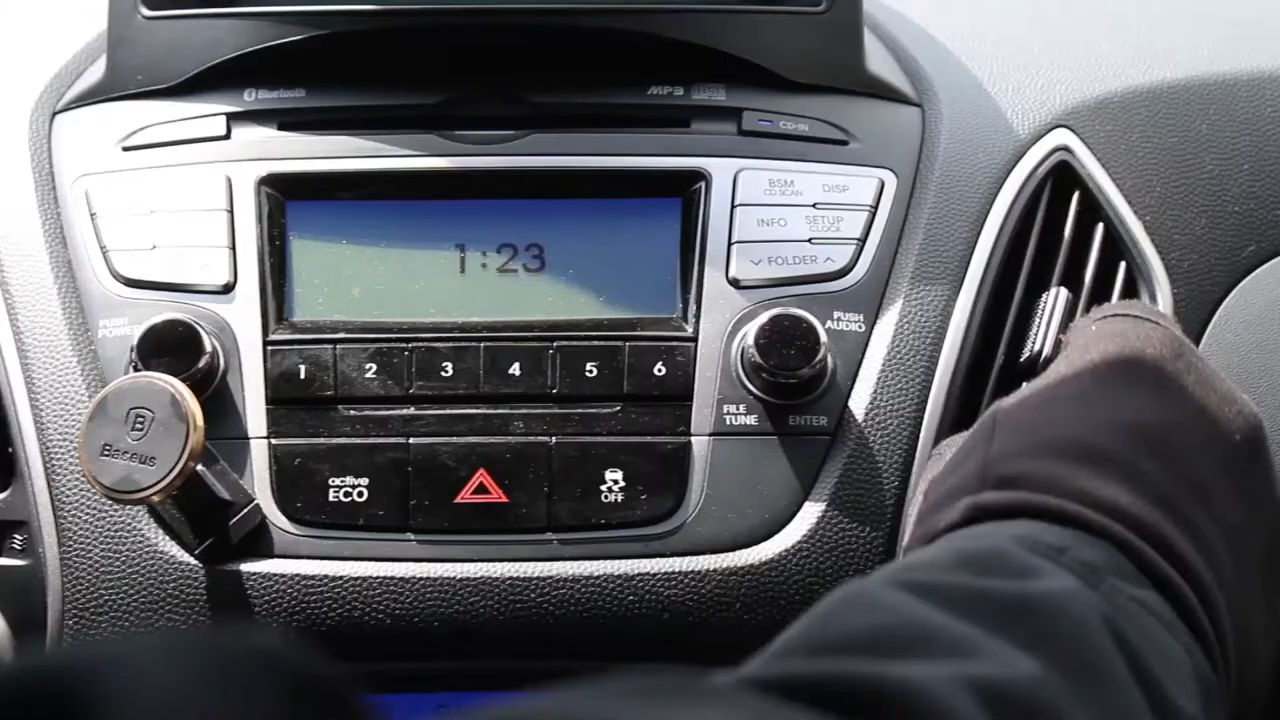 Bluetooth
MP3
CD-IN
BSM
CD SCAN
DISP
INFO
SETUP
CLOCK
FOLDER
1:23
PUSH
POWER
PUSH
AUDIO
1 2 3 4 5 6
FILE
TUNE
ENTER
B
Baseus
active
ECO
OFF